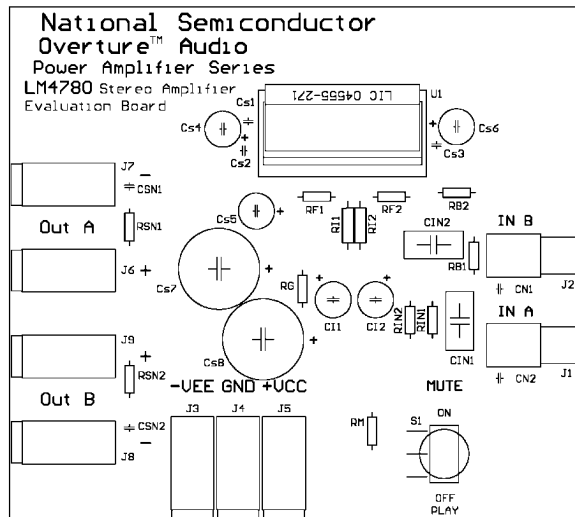 National Semiconductor
Overture™ Audio
Power Amplifier Series
LM4780 Stereo Amplifier
Evaluation Board
LIC 04555-271
U1
Cs1
Cs4
Cs2
Cs6
Cs3
J7
CSN1
RSN1
Out A
J6
Cs5
RF1
RI1
RI2
RF2
RB2
CIN2
IN B
RB1
J2
CN1
Cs7
RG
CI1
CI2
RIN2
RIN1
IN A
CIN1
J1
CN2
J9
RSN2
Cs8
Out B
CSN2
J8
-VEE GND +VCC
J3 J4 J5
RM
MUTE
S1
ON
OFF
PLAY